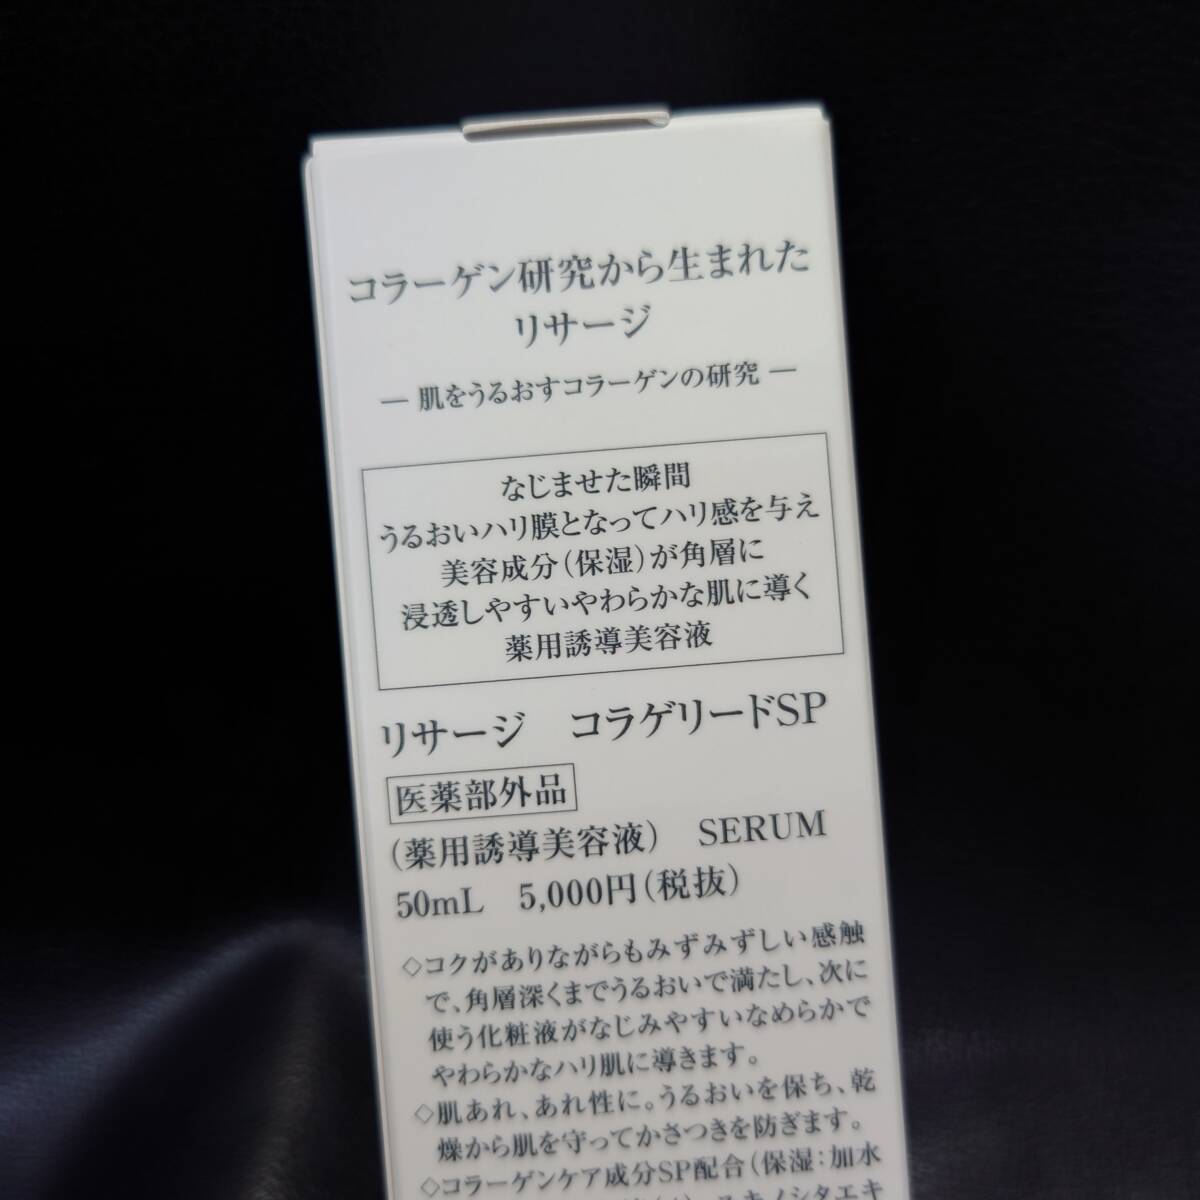 コラーゲン研究から生まれた
リサージ
― 肌をうるおすコラーゲンの研究 ―
なじませた瞬間
うるおいハリ膜となってハリ感を与え
美容成分(保湿)が角層に
浸透しやすいやわらかな肌に導く
薬用誘導美容液
リサージ コラゲリードSP
医薬部外品
(薬用誘導美容液) SERUM
50mL 5,000円(税抜)
◇コクがありながらもみずみずしい感触
で、角層深くまでうるおいで満たし、次に
使う化粧液がなじみやすいなめらかで
やわらかなハリ肌に導きます。
◇肌あれ、あれ性に。うるおいを保ち、乾
燥から肌を守ってかさつきを防ぎます。
◇コラーゲンケア成分SP配合(保湿:加水
ユキノシタエキ